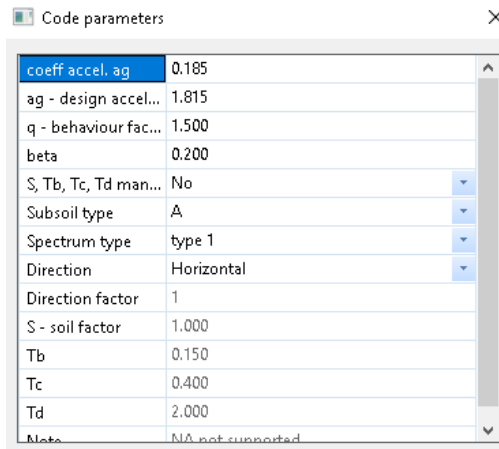 Code parameters
coeff accel. ag 0.185
ag - design accel... 1.815
q - behaviour fac... 1.500
beta 0.200
S, Tb, Tc, Td man... No
Subsoil type A
Spectrum type type 1
Direction Horizontal
Direction factor 1
S - soil factor 1.000
Tb 0.150
Tc 0.400
Td 2.000
Note NA not supported